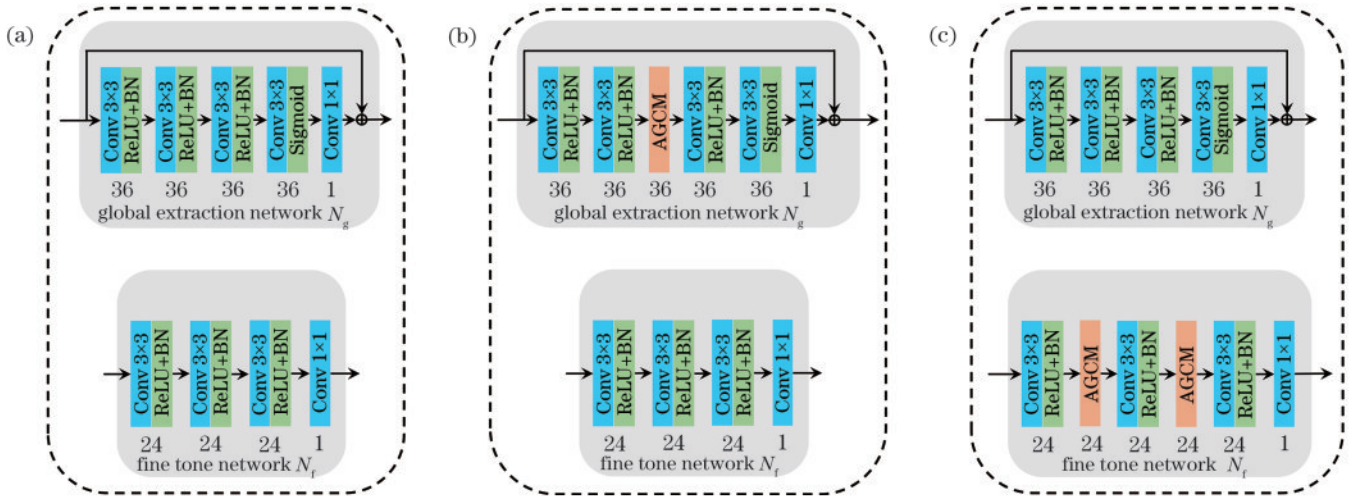 (a)
Conv 3×3
ReLU+BN
Conv 3×3
ReLU+BN
Conv 3×3
ReLU+BN
Conv 3×3
Sigmoid
Conv 1×1
36 36 36 36 1
global extraction network Ng
Conv 3×3
ReLU+BN
Conv 3×3
ReLU+BN
Conv 3×3
ReLU+BN
Conv 1×1
24 24 24 1
fine tone network Nf
(b)
Conv 3×3
ReLU+BN
Conv 3×3
ReLU+BN
AGCM
Conv 3×3
ReLU+BN
Conv 3×3
Sigmoid
Conv 1×1
36 36 36 36 36 1
global extraction network Ng
Conv 3×3
ReLU+BN
Conv 3×3
ReLU+BN
Conv 3×3
ReLU+BN
Conv 1×1
24 24 24 1
fine tone network Nf
(c)
Conv 3×3
ReLU+BN
Conv 3×3
ReLU+BN
Conv 3×3
ReLU+BN
Conv 3×3
Sigmoid
Conv 1×1
36 36 36 36 1
global extraction network Ng
Conv 3×3
ReLU+BN
AGCM
Conv 3×3
ReLU+BN
AGCM
Conv 3×3
ReLU+BN
Conv 1×1
24 24 24 24 24 1
fine tone network Nf